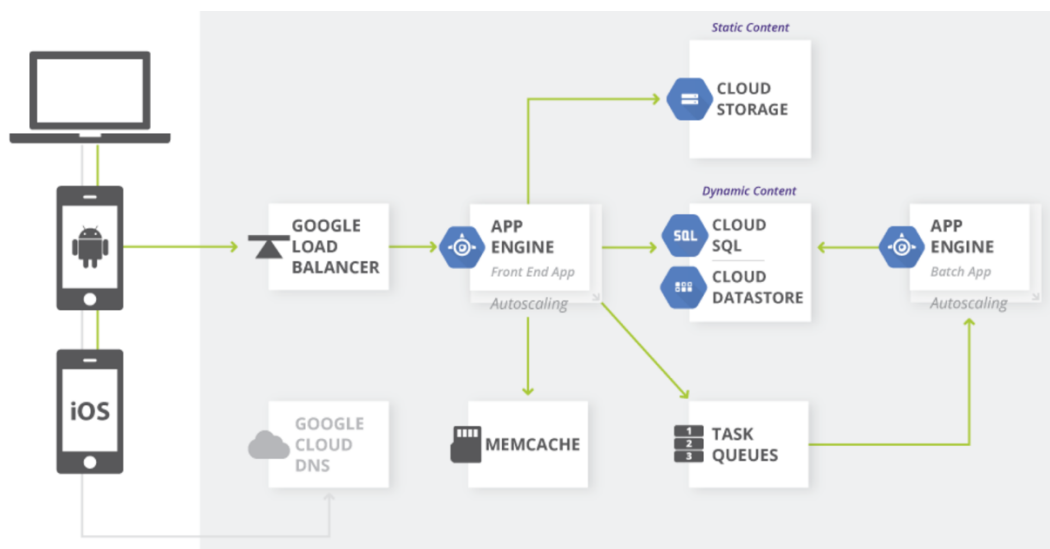 Static Content
CLOUD
STORAGE
Dynamic Content
GOOGLE
LOAD
BALANCER
APP
ENGINE
Front End App
Autoscaling
SQL
CLOUD
SQL
CLOUD
DATASTORE
APP
ENGINE
Batch App
Autoscaling
iOS
GOOGLE
CLOUD
DNS
MEMCACHE
1
2
3
TASK
QUEUES